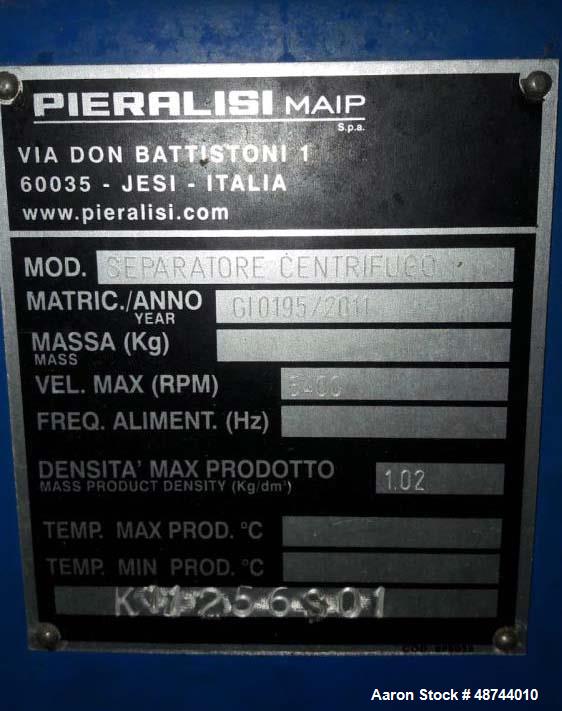 PIERALISI MAIP
S.p.a.
VIA DON BATTISTONI 1
60035 - JESI - ITALIA
www.pieralisi.com
MOD. SEPARATORE CENTRIFUGO
MATRIC./ANNO GI0195/2011
YEAR
MASSA (Kg)
MASS
VEL. MAX (RPM) 5400
FREQ. ALIMENT. (Hz)
DENSITA' MAX PRODOTTO 1.02
MASS PRODUCT DENSITY (Kg/dm³)
TEMP. MAX PROD. °C
TEMP. MIN PROD. °C
COD.
Aaron Stock # 48744010